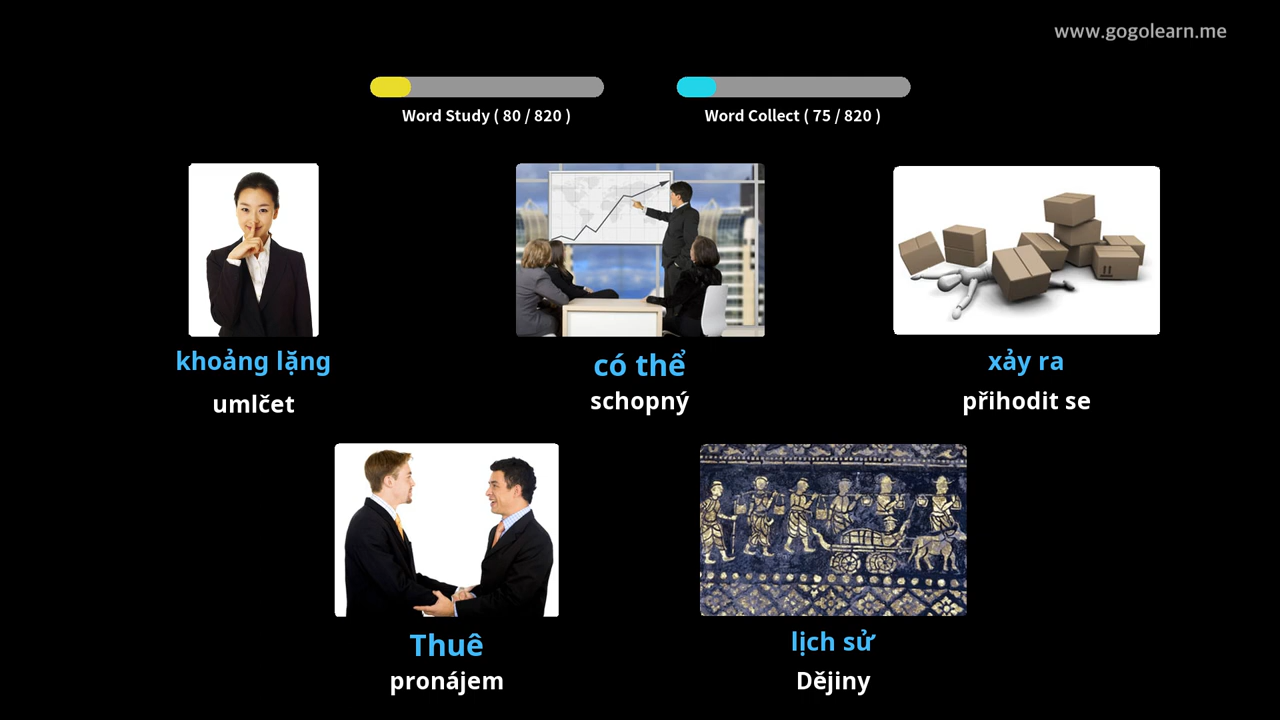 www.gogolearn.me
Word Study ( 80 / 820 )
Word Collect ( 75 / 820 )
khoảng lặng
umlčet
có thể
schopný
xảy ra
přihodit se
Thuê
pronájem
lịch sử
Dějiny